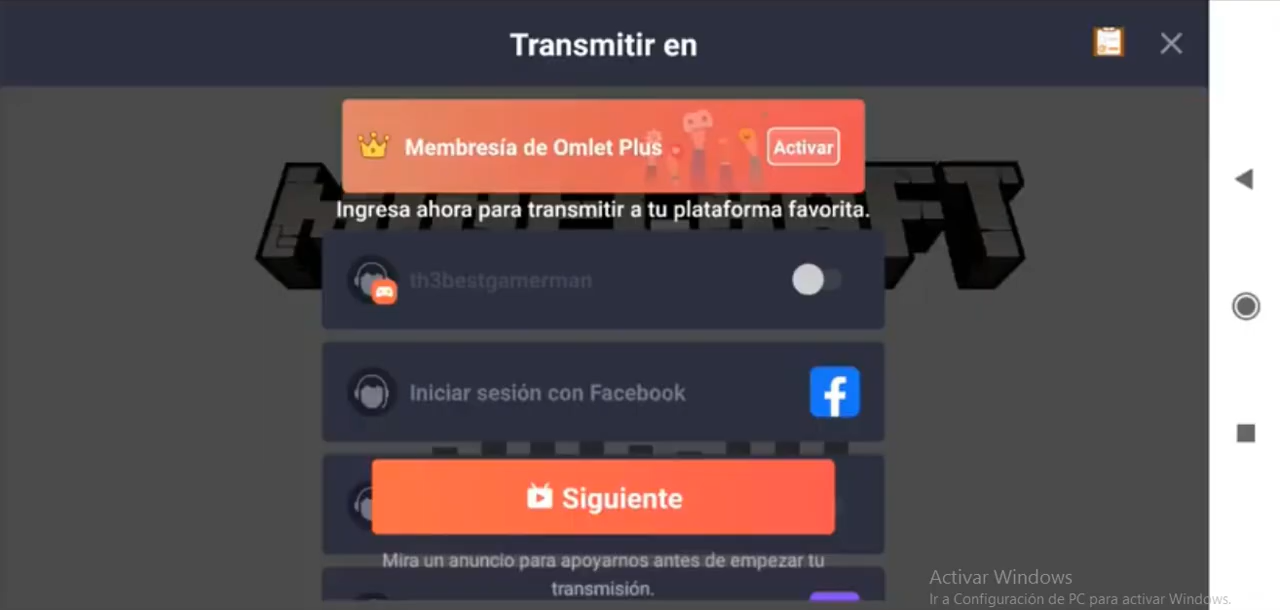 Transmitir en
Membresía de Omlet Plus
Activar
Ingresa ahora para transmitir a tu plataforma favorita.
th3bestgamerman
Iniciar sesión con Facebook
Siguiente
Mira un anuncio para apoyarnos antes de empezar tu
transmisión.
Activar Windows
Ir a Configuración de PC para activar Windows.